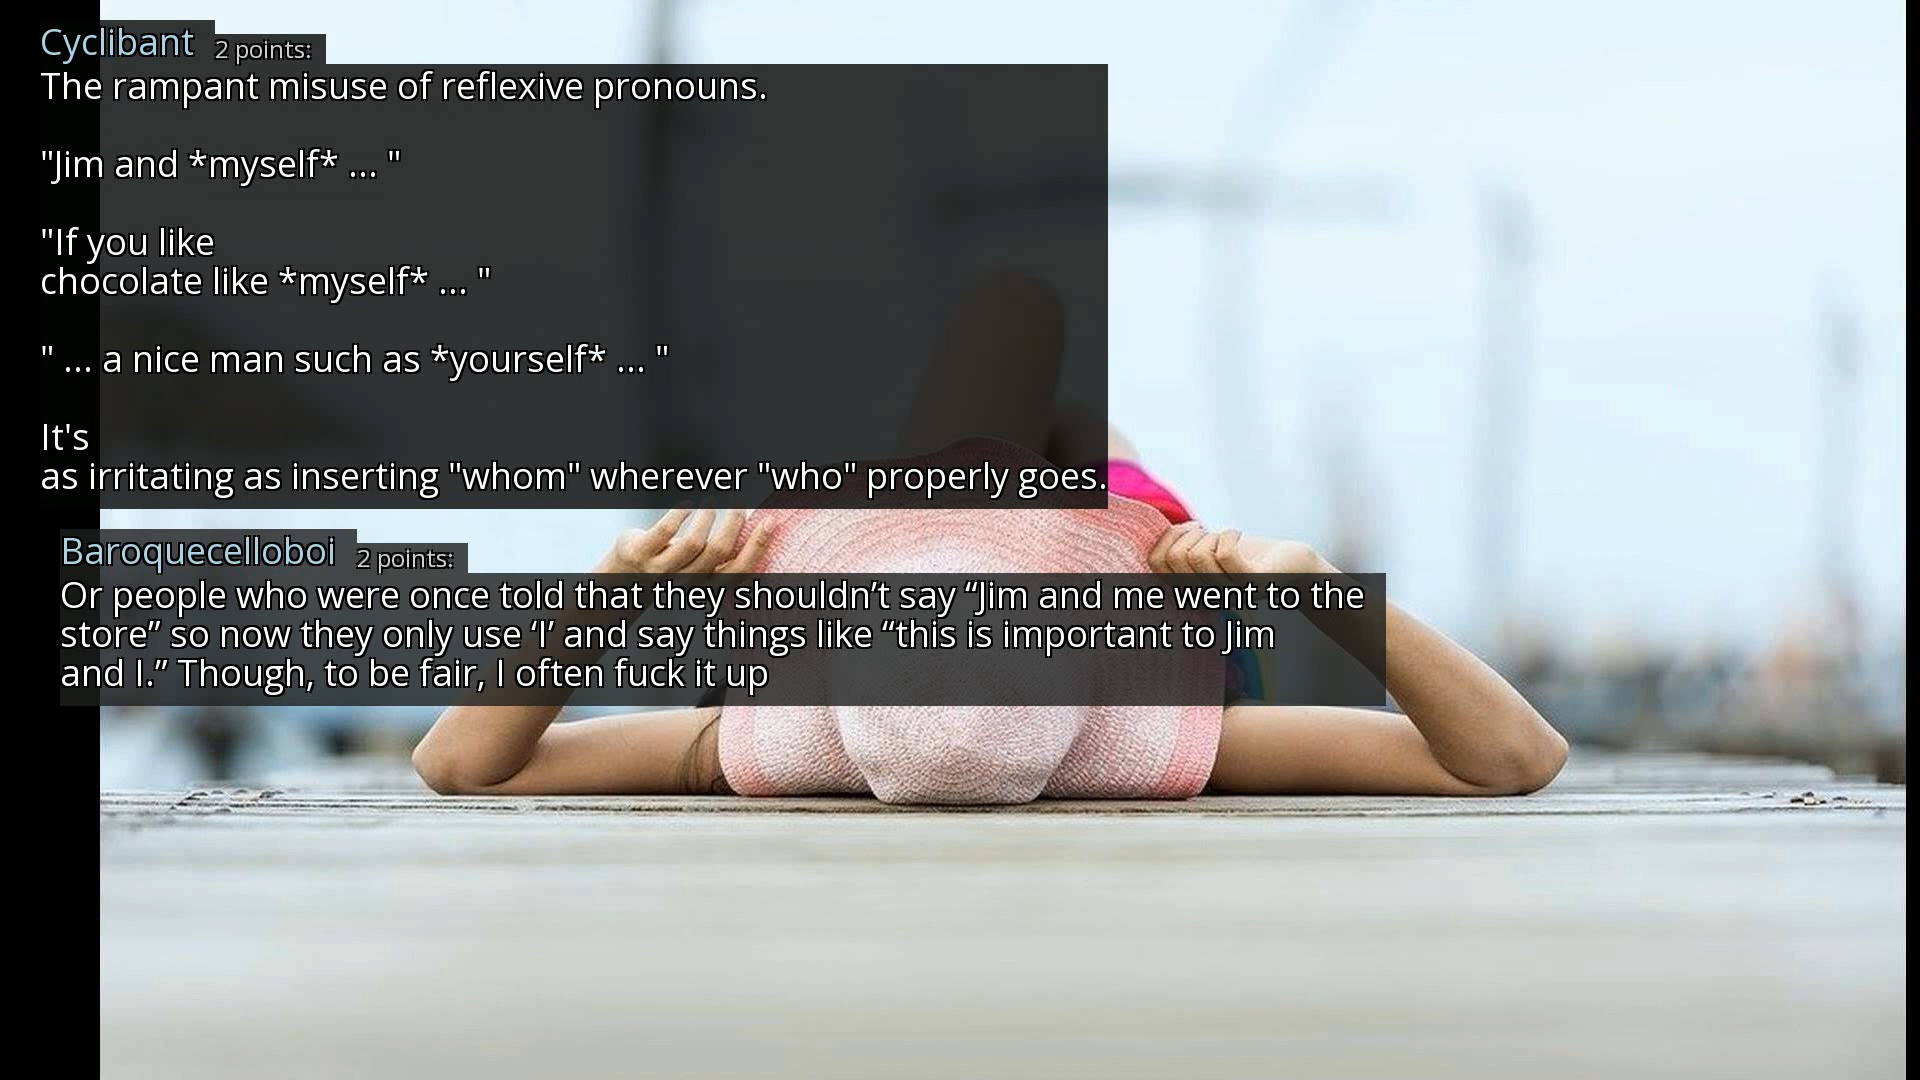 Cyclibant 2 points:
The rampant misuse of reflexive pronouns.
"Jim and *myself* ... "
"If you like
chocolate like *myself* ... "
" ... a nice man such as *yourself* ... "
It's
as irritating as inserting "whom" wherever "who" properly goes.
Baroquecelloboi 2 points:
Or people who were once told that they shouldn’t say “Jim and me went to the
store” so now they only use ‘I’ and say things like “this is important to Jim
and I.” Though, to be fair, I often fuck it up